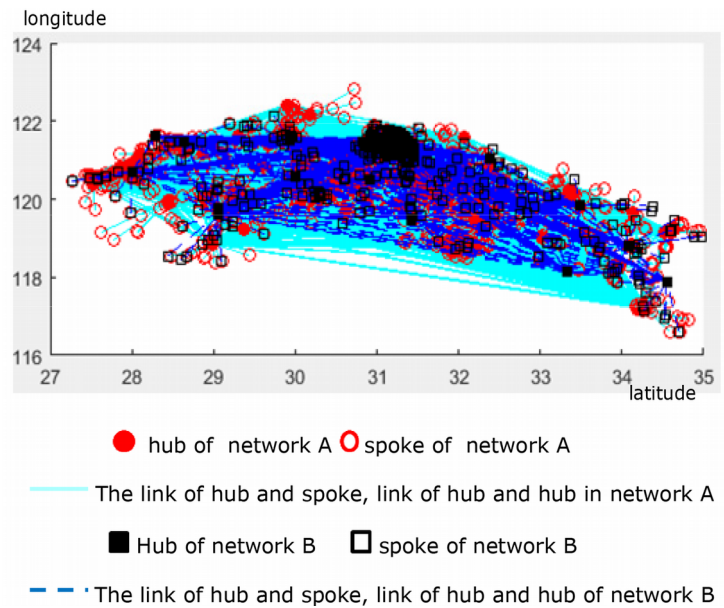 longitude
124
122
120
118
116
27 28 29 30 31 32 33 34 35
latitude
hub of network A spoke of network A
The link of hub and spoke, link of hub and hub in network A
Hub of network B spoke of network B
The link of hub and spoke, link of hub and hub of network B